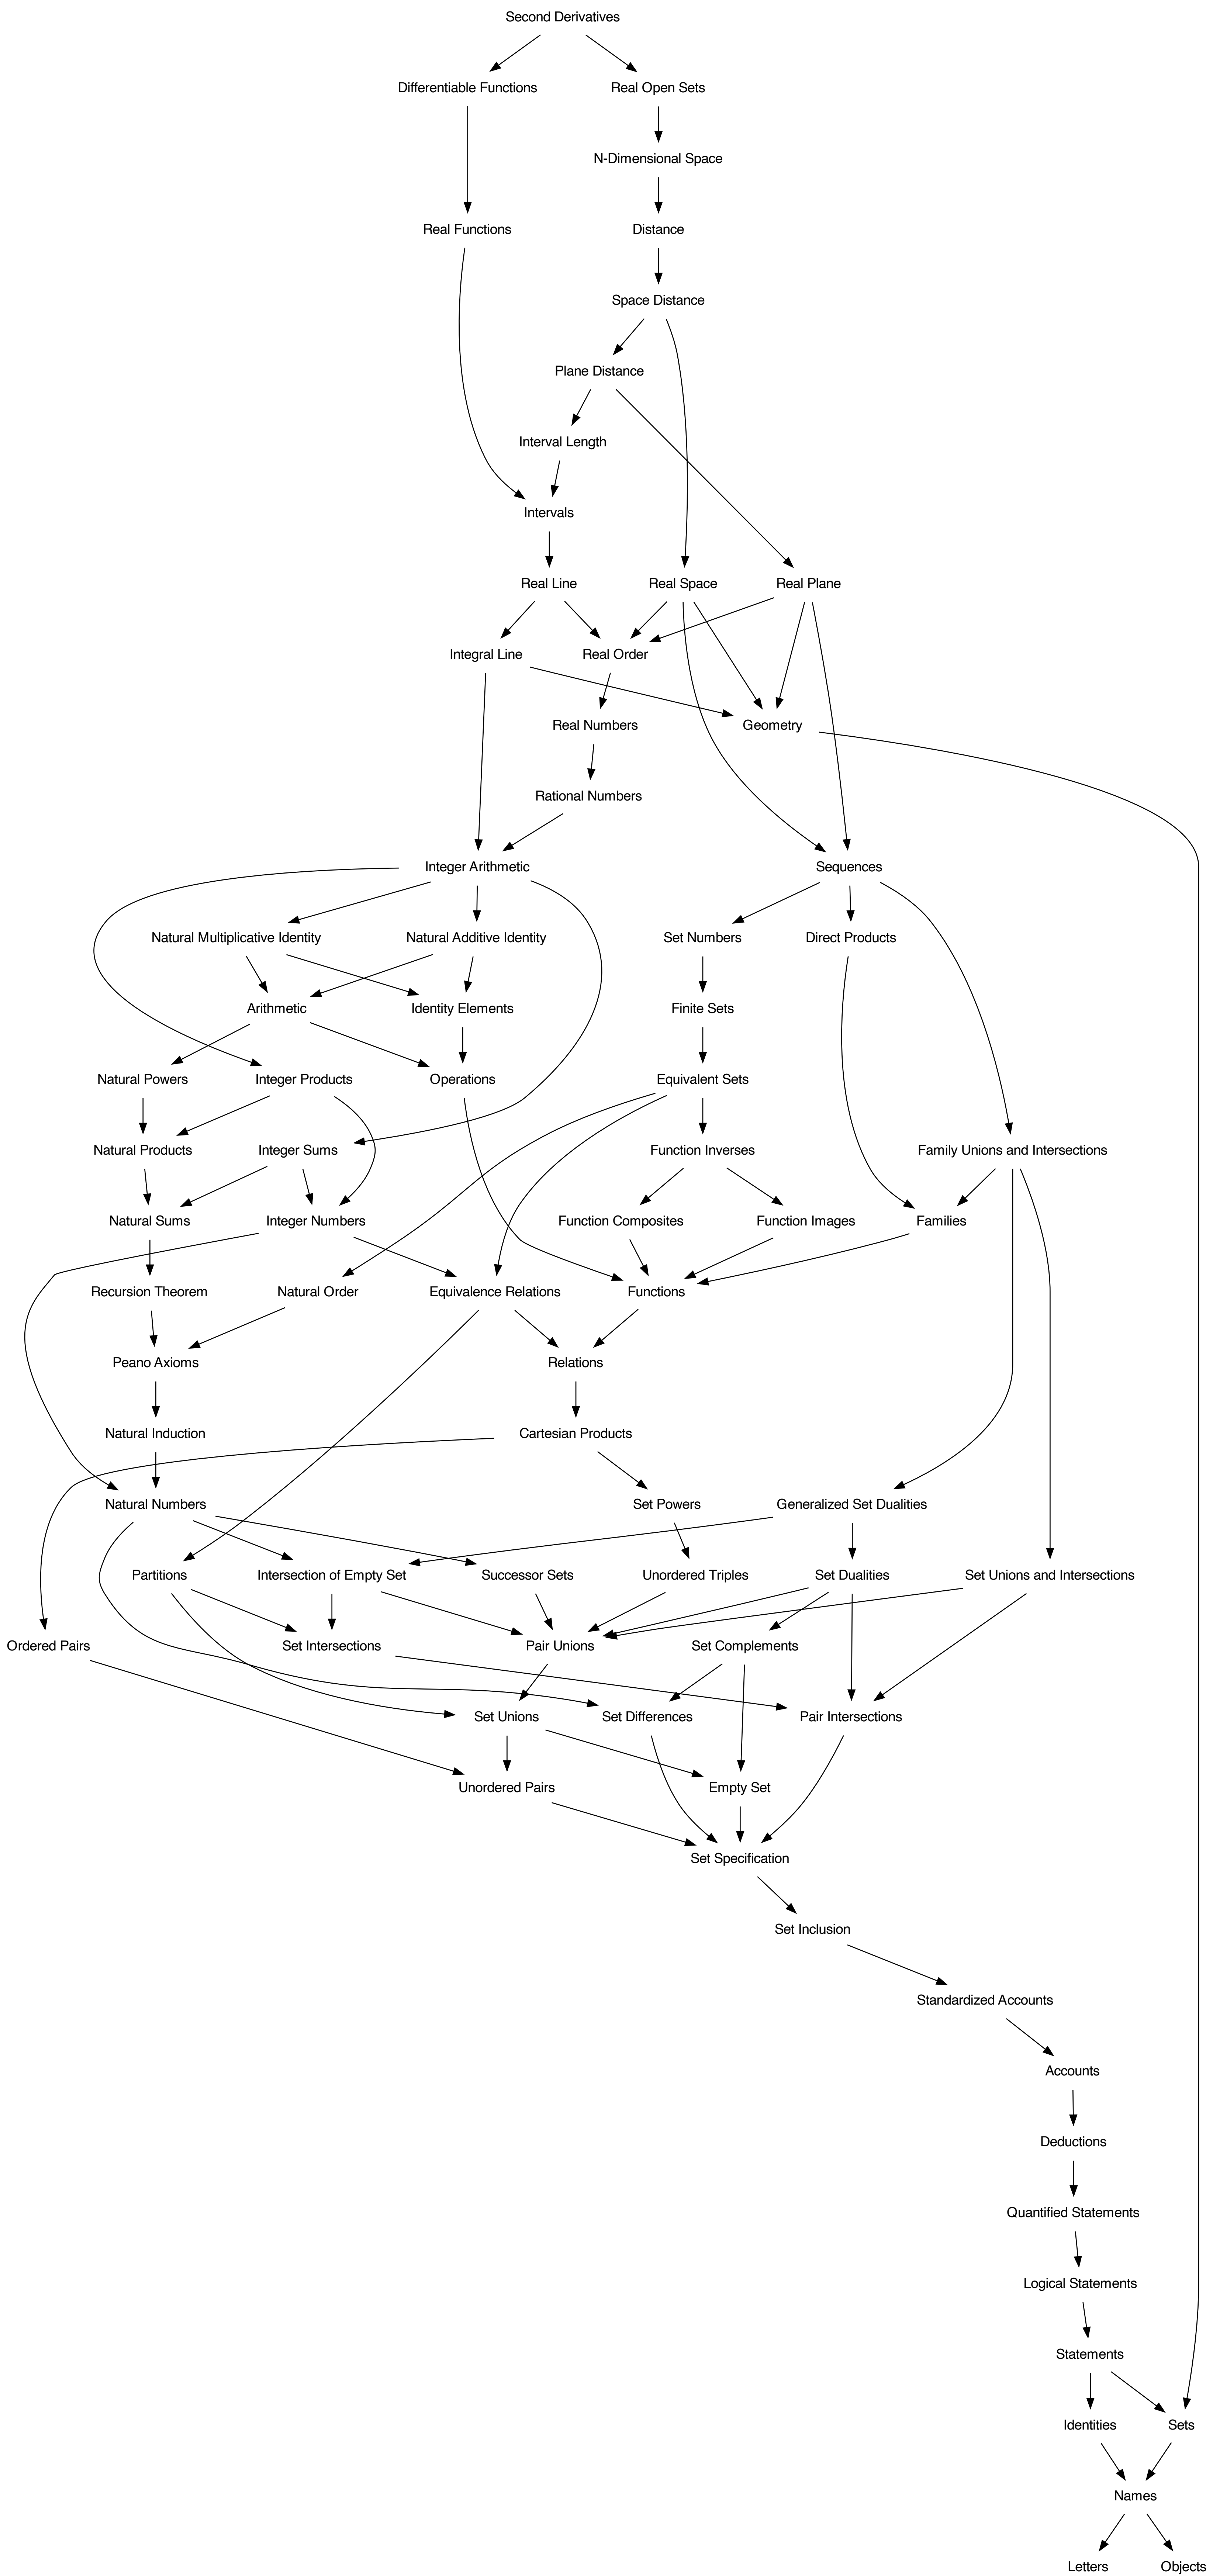 Second Derivatives
Differentiable Functions
Real Open Sets
N-Dimensional Space
Real Functions
Distance
Space Distance
Plane Distance
Interval Length
Intervals
Real Line
Real Space
Real Plane
Integral Line
Real Order
Real Numbers
Geometry
Rational Numbers
Integer Arithmetic
Sequences
Natural Multiplicative Identity
Natural Additive Identity
Set Numbers
Direct Products
Arithmetic
Identity Elements
Finite Sets
Natural Powers
Integer Products
Operations
Equivalent Sets
Natural Products
Integer Sums
Function Inverses
Family Unions and Intersections
Natural Sums
Integer Numbers
Function Composites
Function Images
Families
Recursion Theorem
Natural Order
Equivalence Relations
Functions
Peano Axioms
Relations
Natural Induction
Cartesian Products
Natural Numbers
Set Powers
Generalized Set Dualities
Partitions
Intersection of Empty Set
Successor Sets
Unordered Triples
Set Dualities
Set Unions and Intersections
Ordered Pairs
Set Intersections
Pair Unions
Set Complements
Set Unions
Set Differences
Pair Intersections
Unordered Pairs
Empty Set
Set Specification
Set Inclusion
Standardized Accounts
Accounts
Deductions
Quantified Statements
Logical Statements
Statements
Identities
Sets
Names
Letters
Objects